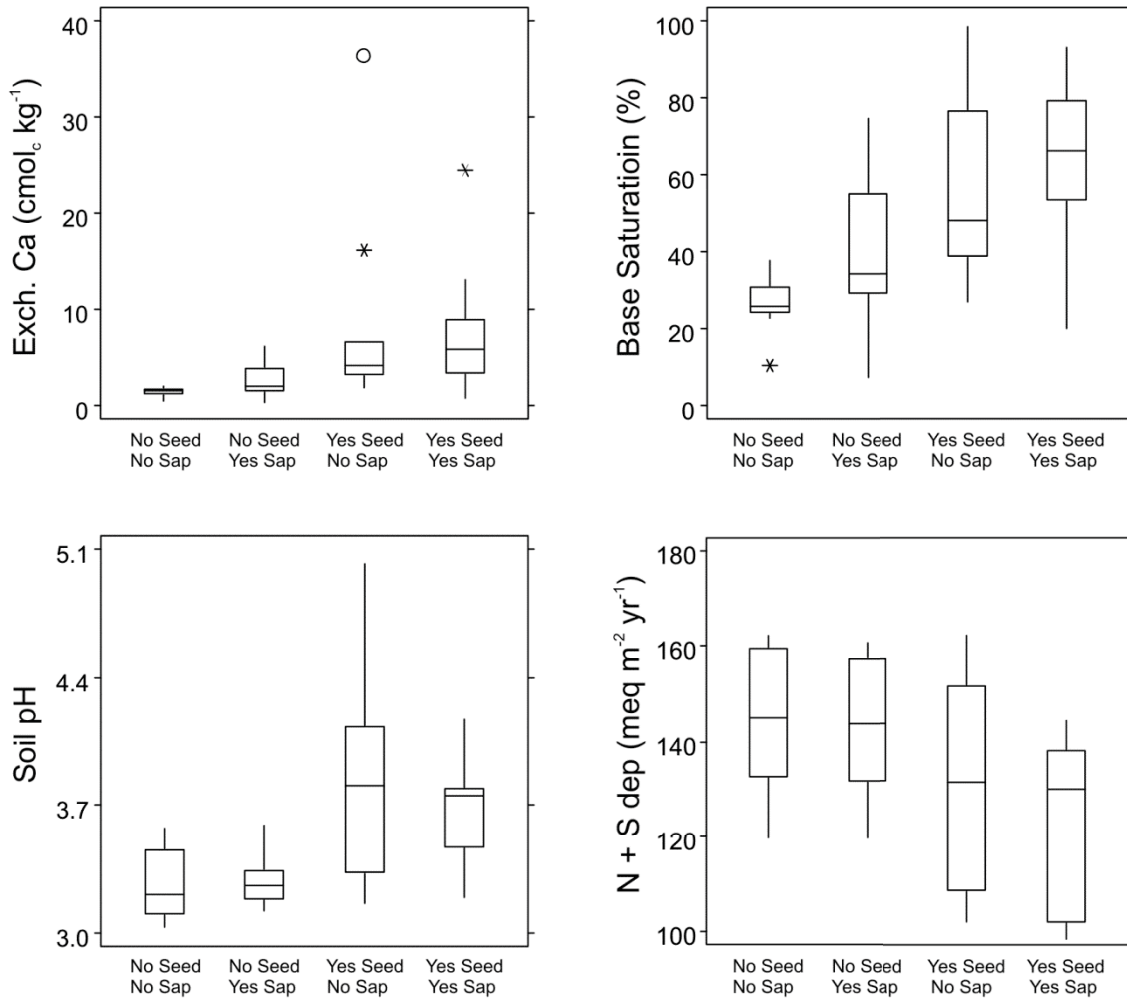 Exch. Ca (cmol_c kg⁻¹)
40
30
20
10
0
No Seed No Seed Yes Seed Yes Seed
No Sap Yes Sap No Sap Yes Sap
Base Saturatioin (%)
100
80
60
40
20
0
No Seed No Seed Yes Seed Yes Seed
No Sap Yes Sap No Sap Yes Sap
Soil pH
5.1
4.4
3.7
3.0
No Seed No Seed Yes Seed Yes Seed
No Sap Yes Sap No Sap Yes Sap
N + S dep (meq m⁻² yr⁻¹)
180
160
140
120
100
No Seed No Seed Yes Seed Yes Seed
No Sap Yes Sap No Sap Yes Sap